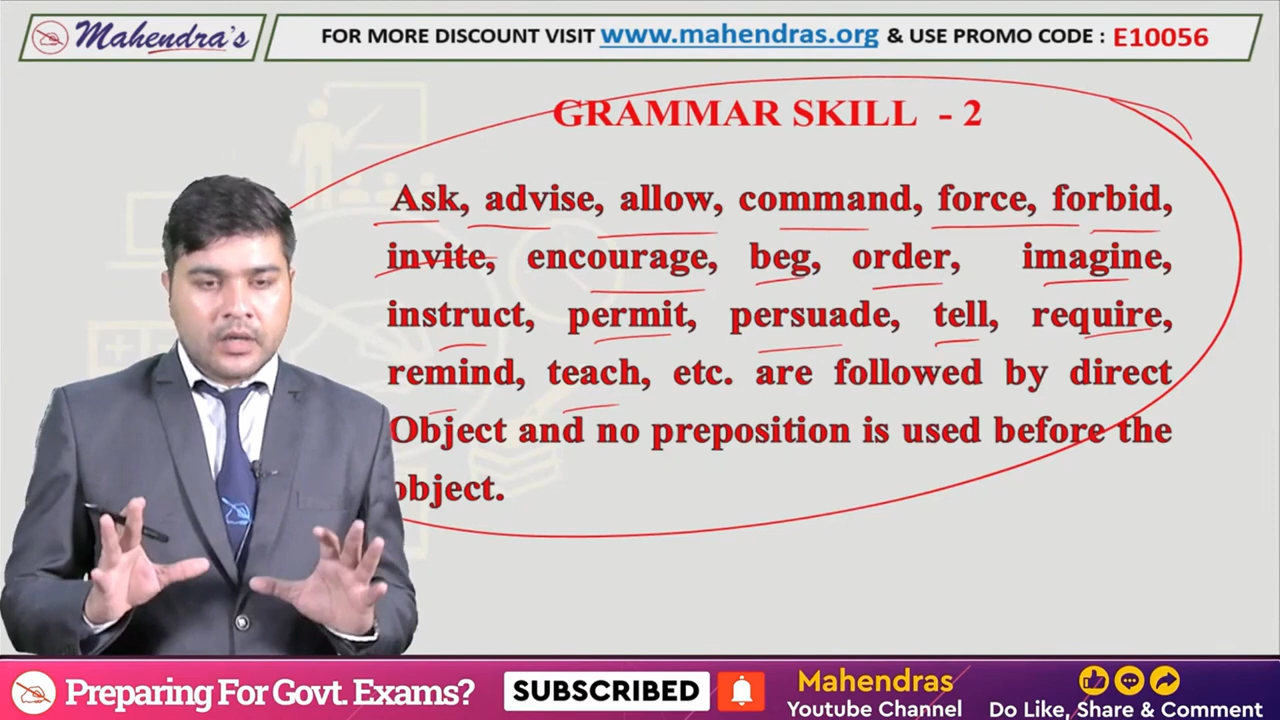 Mahendra's
FOR MORE DISCOUNT VISIT www.mahendras.org & USE PROMO CODE : E10056
GRAMMAR SKILL - 2
Ask, advise, allow, command, force, forbid,
invite, encourage, beg, order, imagine,
instruct, permit, persuade, tell, require,
remind, teach, etc. are followed by direct
Object and no preposition is used before the
object.
Preparing For Govt. Exams?
SUBSCRIBED
Mahendras
Youtube Channel
Do Like, Share & Comment